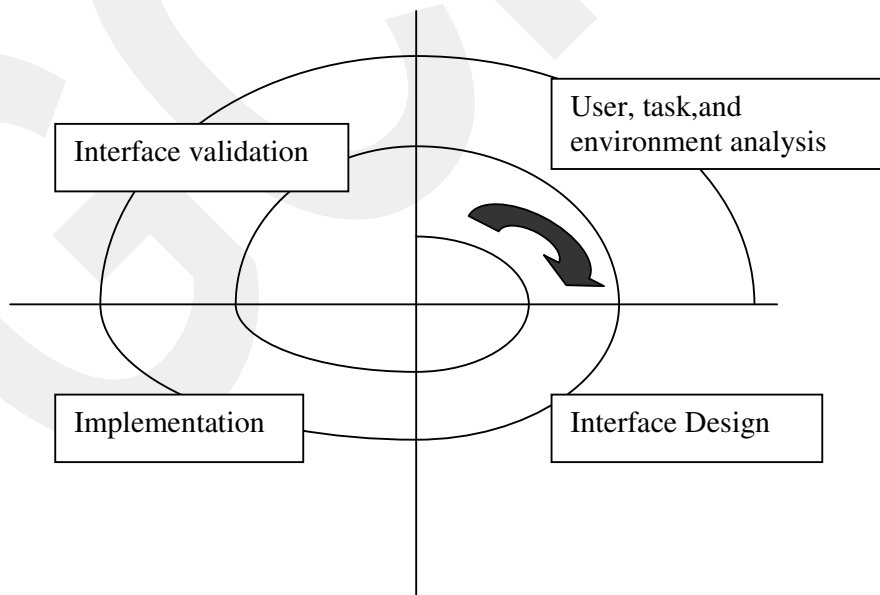 User, task,and
environment analysis
Interface validation
Implementation
Interface Design